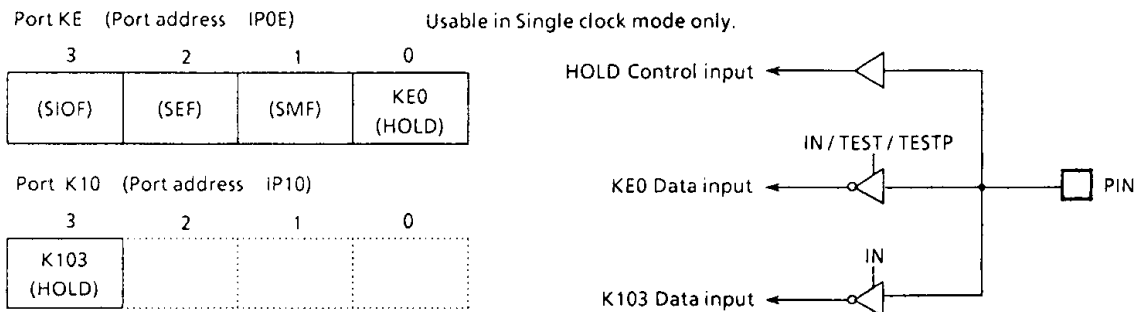 Port KE (Port address IP0E)
Usable in Single clock mode only.
3 2 1 0
(SIOF) (SEF) (SMF) KE0 (HOLD)
Port K10 (Port address iP10)
3 2 1 0
K103 (HOLD)
HOLD Control input
IN / TEST / TESTP
KE0 Data input
PIN
IN
K103 Data input